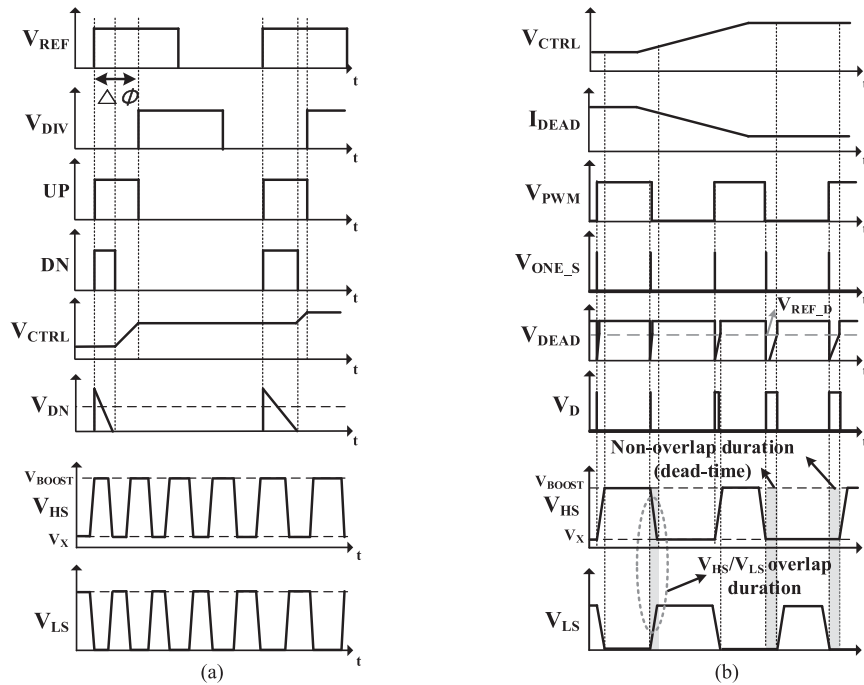 V_REF
t
△Φ
V_DIV
t
UP
t
DN
t
V_CTRL
t
V_DN
t
V_BOOST
V_HS
V_X
t
V_LS
t
(a)
V_CTRL
t
I_DEAD
t
V_PWM
t
V_ONE_S
t
V_REF_D
V_DEAD
t
V_D
t
Non-overlap duration
(dead-time)
V_BOOST
V_HS
V_X
t
V_HS/V_LS overlap
duration
V_LS
t
(b)